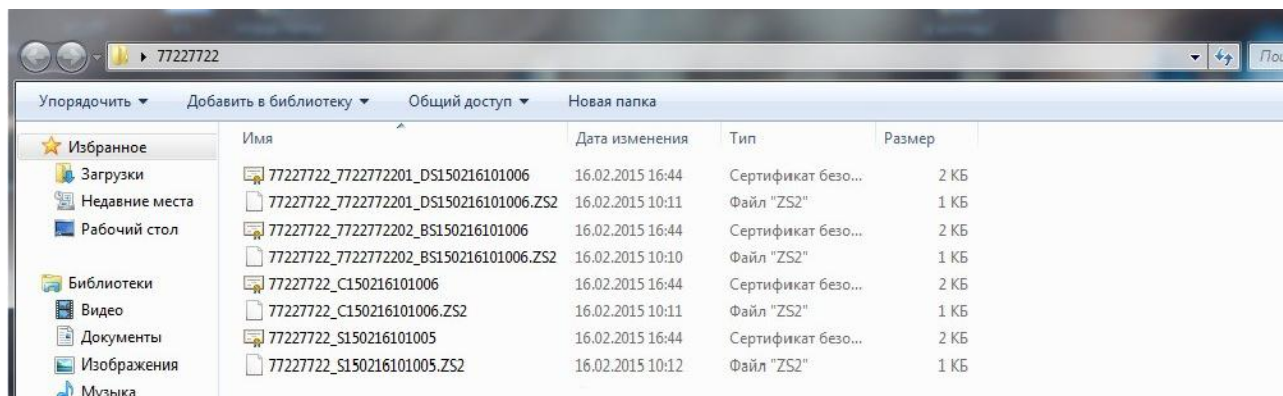 77227722
Пои
Упорядочить Добавить в библиотеку Общий доступ Новая папка
Имя Дата изменения Тип Размер
Избранное
Загрузки
Недавние места
Рабочий стол
Библиотеки
Видео
Документы
Изображения
Музыка
77227722_7722772201_DS150216101006 16.02.2015 16:44 Сертификат безо... 2 КБ
77227722_7722772201_DS150216101006.ZS2 16.02.2015 10:11 Файл "ZS2" 1 КБ
77227722_7722772202_BS150216101006 16.02.2015 16:44 Сертификат безо... 2 КБ
77227722_7722772202_BS150216101006.ZS2 16.02.2015 10:10 Файл "ZS2" 1 КБ
77227722_C150216101006 16.02.2015 16:44 Сертификат безо... 2 КБ
77227722_C150216101006.ZS2 16.02.2015 10:11 Файл "ZS2" 1 КБ
77227722_S150216101005 16.02.2015 16:44 Сертификат безо... 2 КБ
77227722_S150216101005.ZS2 16.02.2015 10:12 Файл "ZS2" 1 КБ